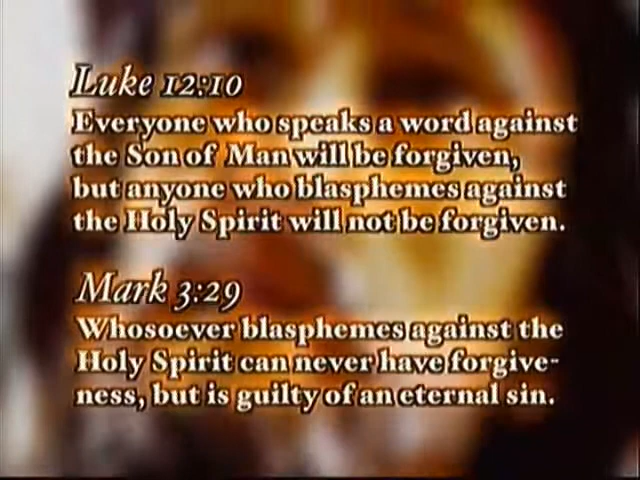 Luke 12:10
Everyone who speaks a word against
the Son of Man will be forgiven,
but anyone who blasphemes against
the Holy Spirit will not be forgiven.
Mark 3:29
Whosoever blasphemes against the
Holy Spirit can never have forgive-
ness, but is guilty of an eternal sin.